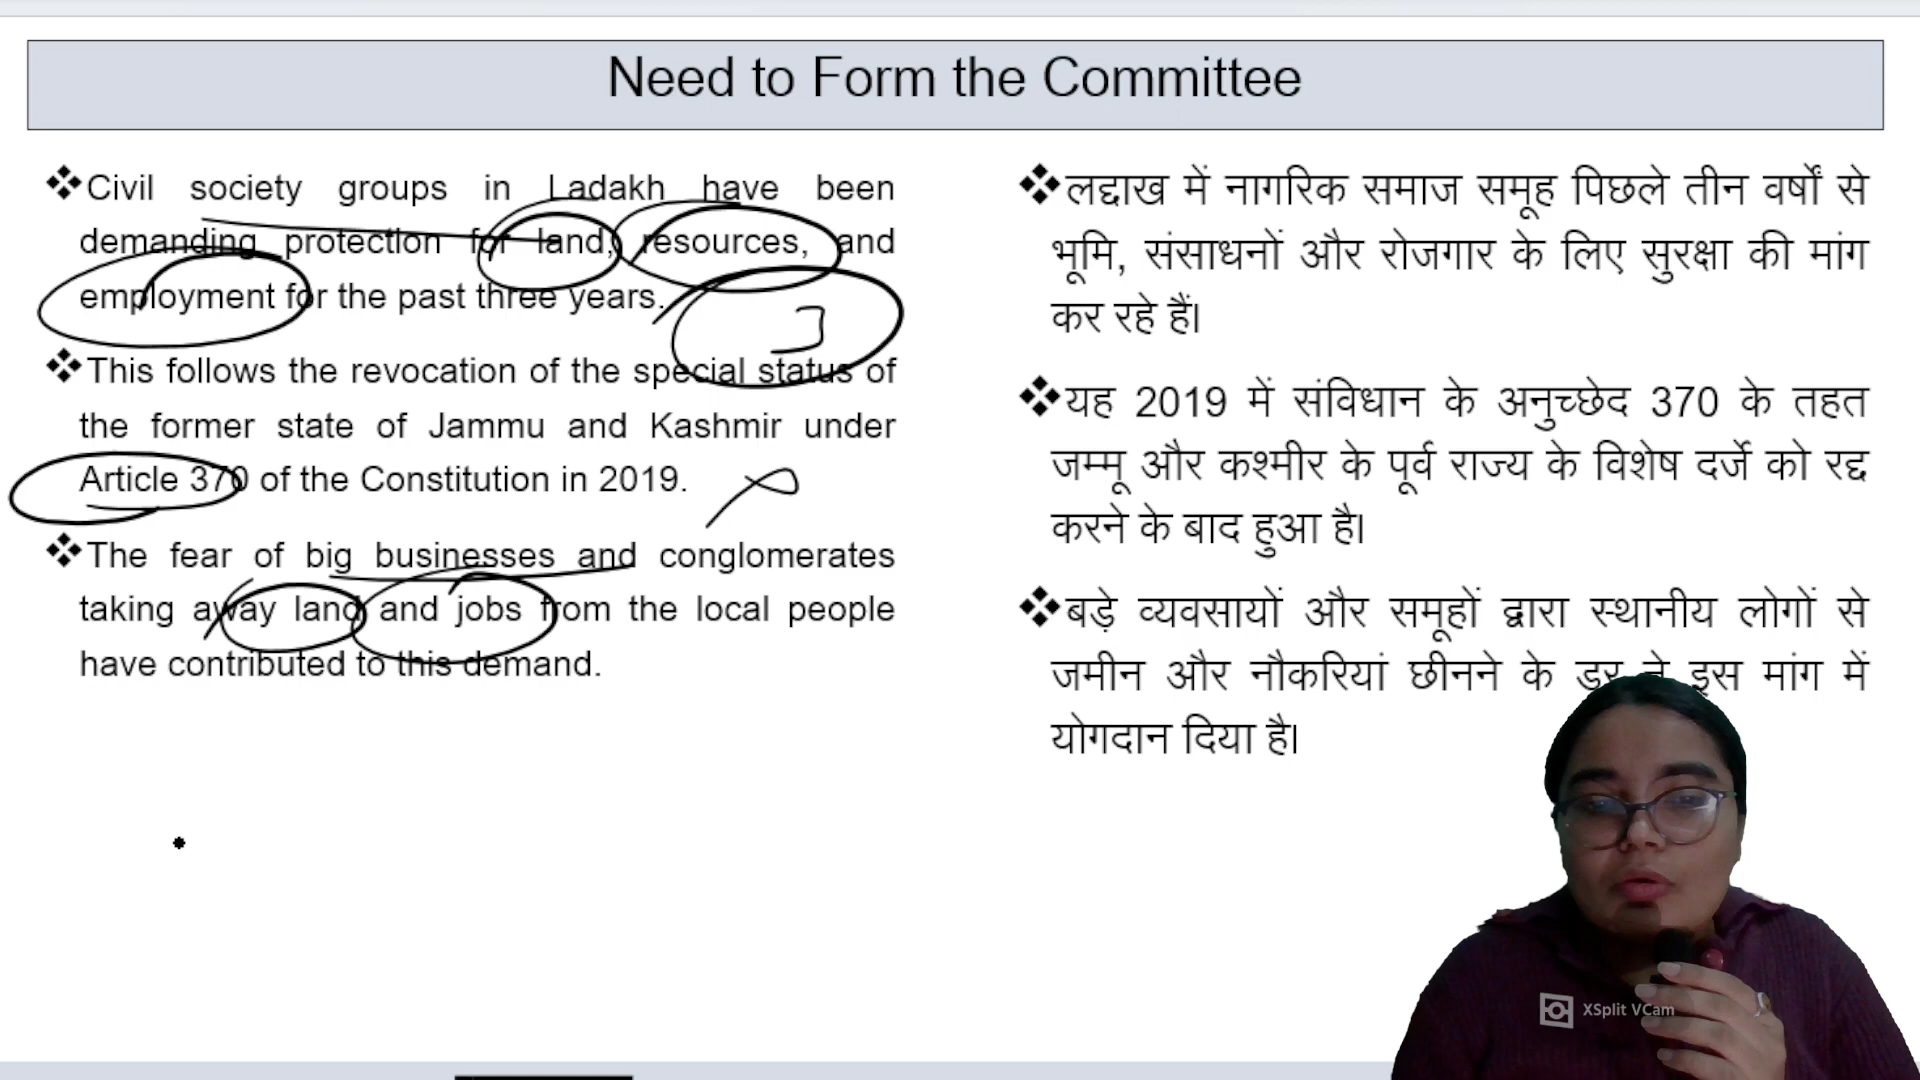 Need to Form the Committee
❖Civil society groups in Ladakh have been
demanding protection for land, resources, and
employment for the past three years.
3
❖This follows the revocation of the special status of
the former state of Jammu and Kashmir under
Article 370 of the Constitution in 2019.
❖The fear of big businesses and conglomerates
taking away land and jobs from the local people
have contributed to this demand.
❖लद्दाख में नागरिक समाज समूह पिछले तीन वर्षों से
भूमि, संसाधनों और रोजगार के लिए सुरक्षा की मांग
कर रहे हैं।
❖यह 2019 में संविधान के अनुच्छेद 370 के तहत
जम्मू और कश्मीर के पूर्व राज्य के विशेष दर्जे को रद्द
करने के बाद हुआ है।
❖बड़े व्यवसायों और समूहों द्वारा स्थानीय लोगों से
जमीन और नौकरियां छीनने के डर ने इस मांग में
योगदान दिया है।
XSplit VCam